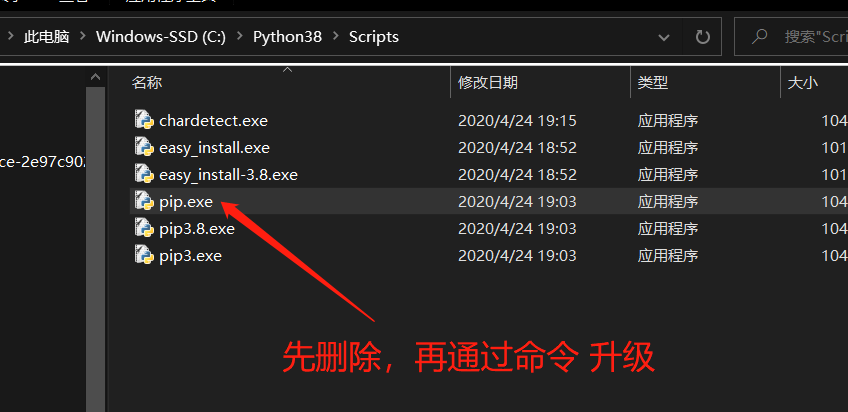 此电脑 > Windows-SSD (C:) > Python38 > Scripts
搜索"Scri
名称 修改日期 类型 大小
chardetect.exe 2020/4/24 19:15 应用程序 104
easy_install.exe 2020/4/24 18:52 应用程序 101
ce-2e97c902
easy_install-3.8.exe 2020/4/24 18:52 应用程序 101
pip.exe 2020/4/24 19:03 应用程序 104
pip3.8.exe 2020/4/24 19:03 应用程序 104
pip3.exe 2020/4/24 19:03 应用程序 104
先删除，再通过命令 升级